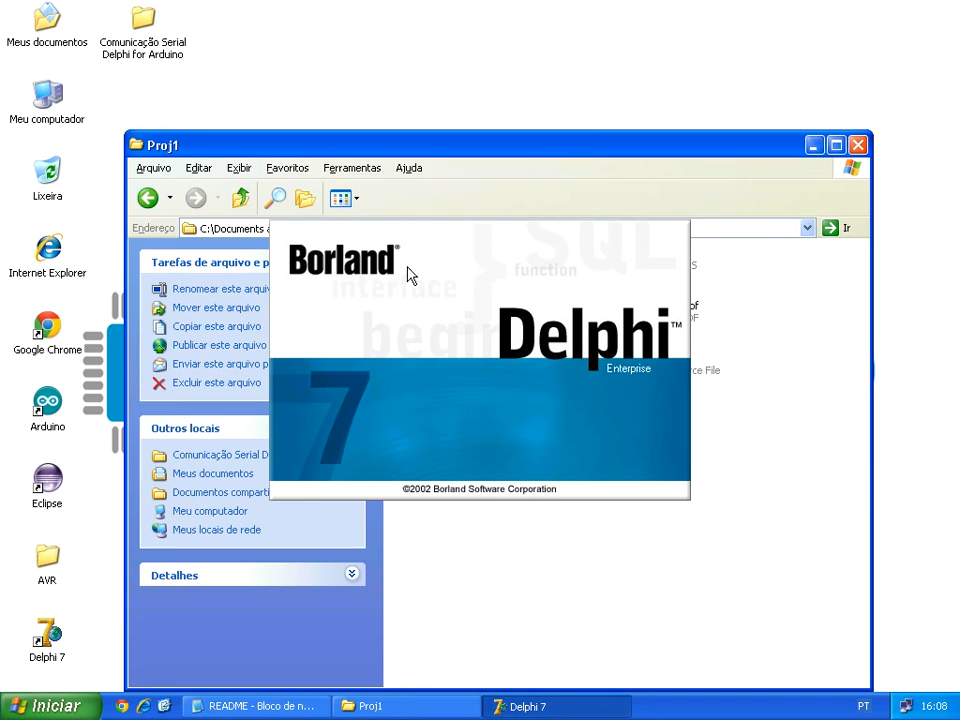 Meus documentos
Comunicação Serial
Delphi for Arduino
Meu computador
Lixeira
Internet Explorer
Google Chrome
Arduino
Eclipse
AVR
Delphi 7
Proj1
Arquivo Editar Exibir Favoritos Ferramentas Ajuda
Endereço C:\Documents a Ir
Tarefas de arquivo e p
Renomear este arqui
Mover este arquivo
Copiar este arquivo
Publicar este arquivo
Enviar este arquivo p
Excluir este arquivo
Outros locais
Comunicação Serial D
Meus documentos
Documentos comparti
Meu computador
Meus locais de rede
Detalhes
Borland®
SQL
function
interface
begin
Delphi™
Enterprise
7
©2002 Borland Software Corporation
rce File
Iniciar README - Bloco de n... Proj1 Delphi 7 PT 16:08